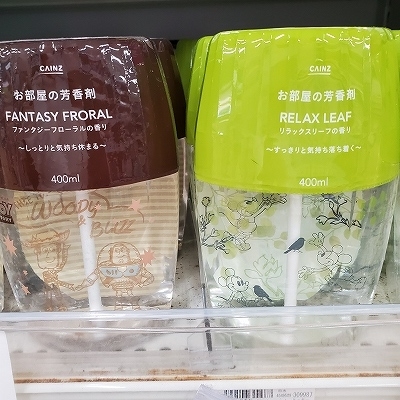 CAINZ
お部屋の芳香剤
FANTASY FRORAL
ファンタジーフローラルの香り
〜しっとりと気持ち休まる〜
400ml
WOODY
& BUZZ
CAINZ
お部屋の芳香剤
RELAX LEAF
リラックスリーフの香り
〜すっきりと気持ち落ち着く〜
400ml
309983